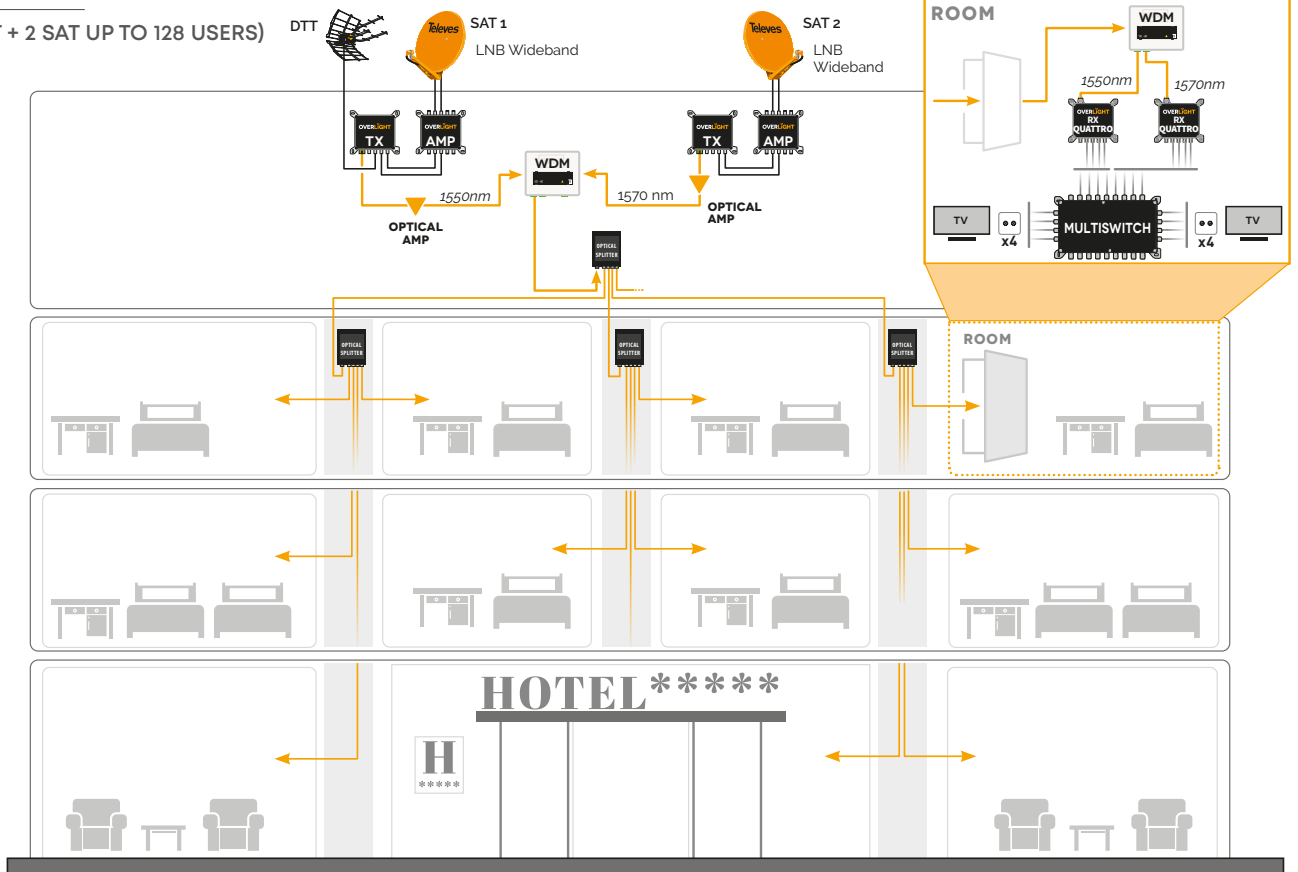 T + 2 SAT UP TO 128 USERS)
DTT
Televes
SAT 1
LNB Wideband
Televes
SAT 2
LNB
Wideband
OVERLIGHT
TX
OVERLIGHT
AMP
OVERLIGHT
TX
OVERLIGHT
AMP
WDM
1550nm
1570 nm
OPTICAL
AMP
OPTICAL
AMP
OPTICAL
SPLITTER
ROOM
WDM
1550nm
1570nm
OVERLIGHT
RX
QUATTRO
OVERLIGHT
RX
QUATTRO
TV
x4
MULTISWITCH
x4
TV
OPTICAL
SPLITTER
OPTICAL
SPLITTER
OPTICAL
SPLITTER
ROOM
HOTEL*****
H
*****